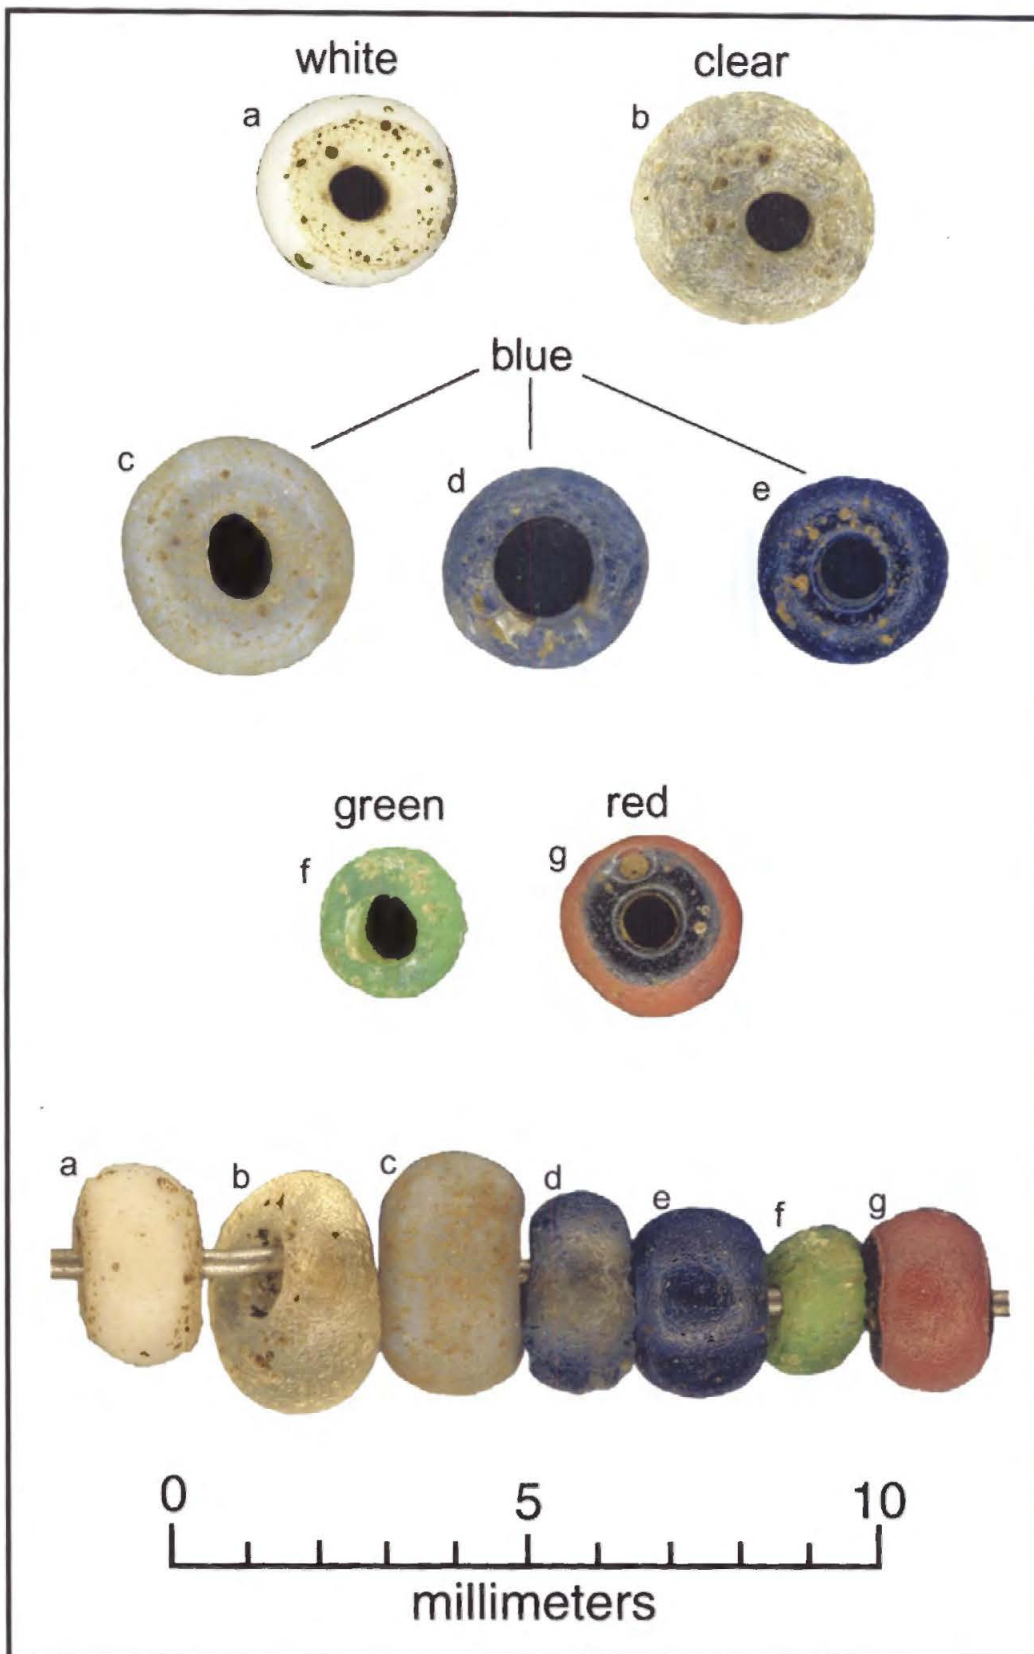 white clear
a b
blue
c d e
green red
f g
a b c d e f g
0 5 10
millimeters